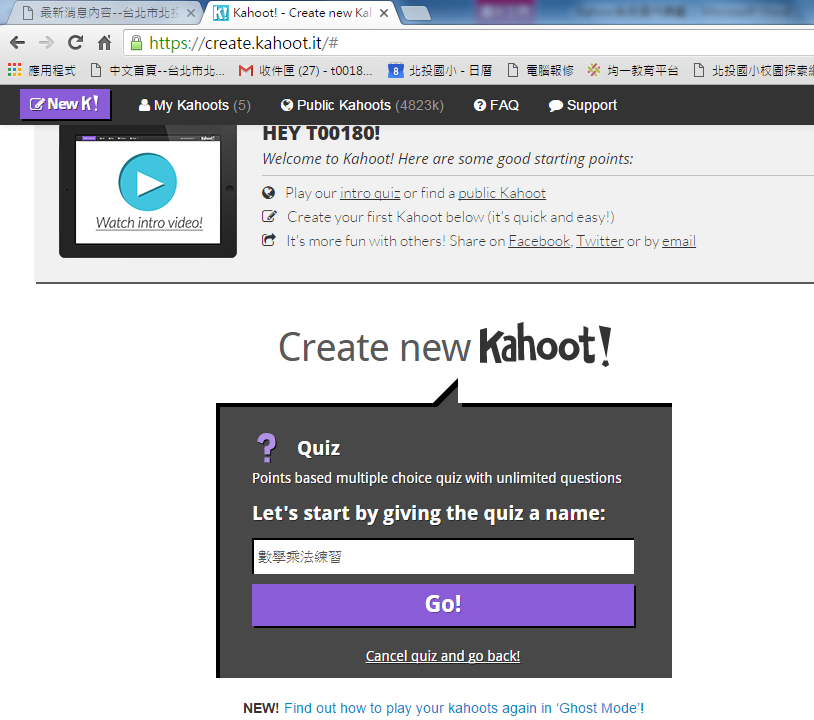 最新消息內容--台北市北投
Kahoot! - Create new Kah
https://create.kahoot.it/#
應用程式 中文首頁--台北市北... 收件匣 (27) - t0018... 8 北投國小 - 日曆 電腦報修 均一教育平台 北投國小校園探索
New K! My Kahoots (5) Public Kahoots (4823k) FAQ Support
HEY T00180!
Welcome to Kahoot! Here are some good starting points:
Play our intro quiz or find a public Kahoot
Watch intro video!
Create your first Kahoot below (it's quick and easy!)
It's more fun with others! Share on Facebook, Twitter or by email
Create new Kahoot!
? Quiz
Points based multiple choice quiz with unlimited questions
Let's start by giving the quiz a name:
數學乘法練習
Go!
Cancel quiz and go back!
NEW! Find out how to play your kahoots again in ‘Ghost Mode’!